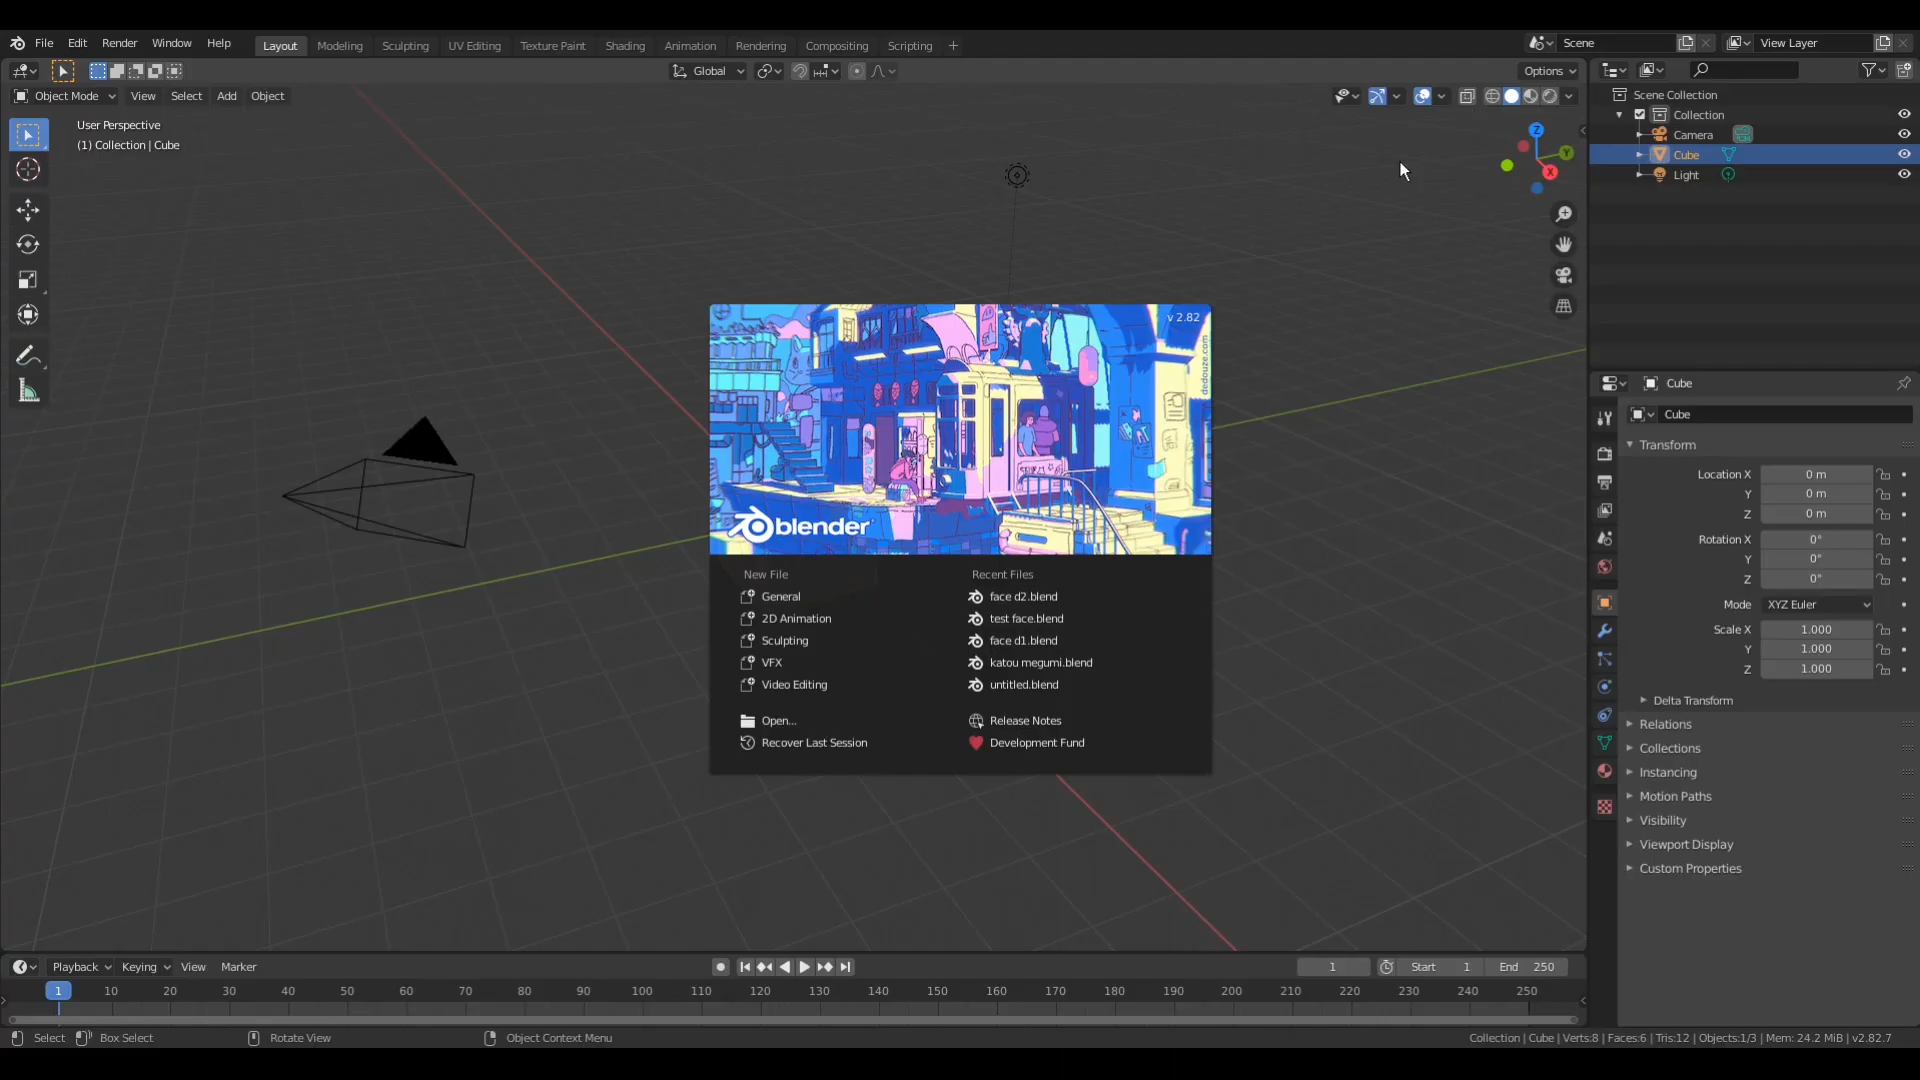 File Edit Render Window Help Layout Modeling Sculpting UV Editing Texture Paint Shading Animation Rendering Compositing Scripting + Scene View Layer
Global Options
Object Mode View Select Add Object
User Perspective
(1) Collection | Cube
Z
Y
X
v 2.82
dedouze.com
blender
New File
General
2D Animation
Sculpting
VFX
Video Editing
Open...
Recover Last Session
Recent Files
face d2.blend
test face.blend
face d1.blend
katou megumi.blend
untitled.blend
Release Notes
Development Fund
Scene Collection
Collection
Camera
Cube
Light
Cube
Cube
Transform
Location X 0 m
Y 0 m
Z 0 m
Rotation X 0°
Y 0°
Z 0°
Mode XYZ Euler
Scale X 1.000
Y 1.000
Z 1.000
Delta Transform
Relations
Collections
Instancing
Motion Paths
Visibility
Viewport Display
Custom Properties
Playback Keying View Marker 1 Start 1 End 250
1 10 20 30 40 50 60 70 80 90 100 110 120 130 140 150 160 170 180 190 200 210 220 230 240 250
Select Box Select Rotate View Object Context Menu Collection | Cube | Verts:8 | Faces:6 | Tris:12 | Objects:1/3 | Mem: 24.2 MiB | v2.82.7